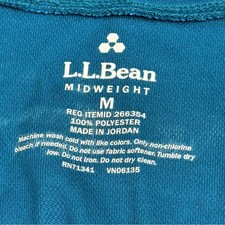 L.L.Bean
MIDWEIGHT
M
REG ITEMID 266354
100% POLYESTER
MADE IN JORDAN
Machine wash cold with like colors. Only non-chlorine
bleach if needed. Do not use fabric softener. Tumble dry
low. Do not iron. Do not dry clean.
RN71341 VND6135